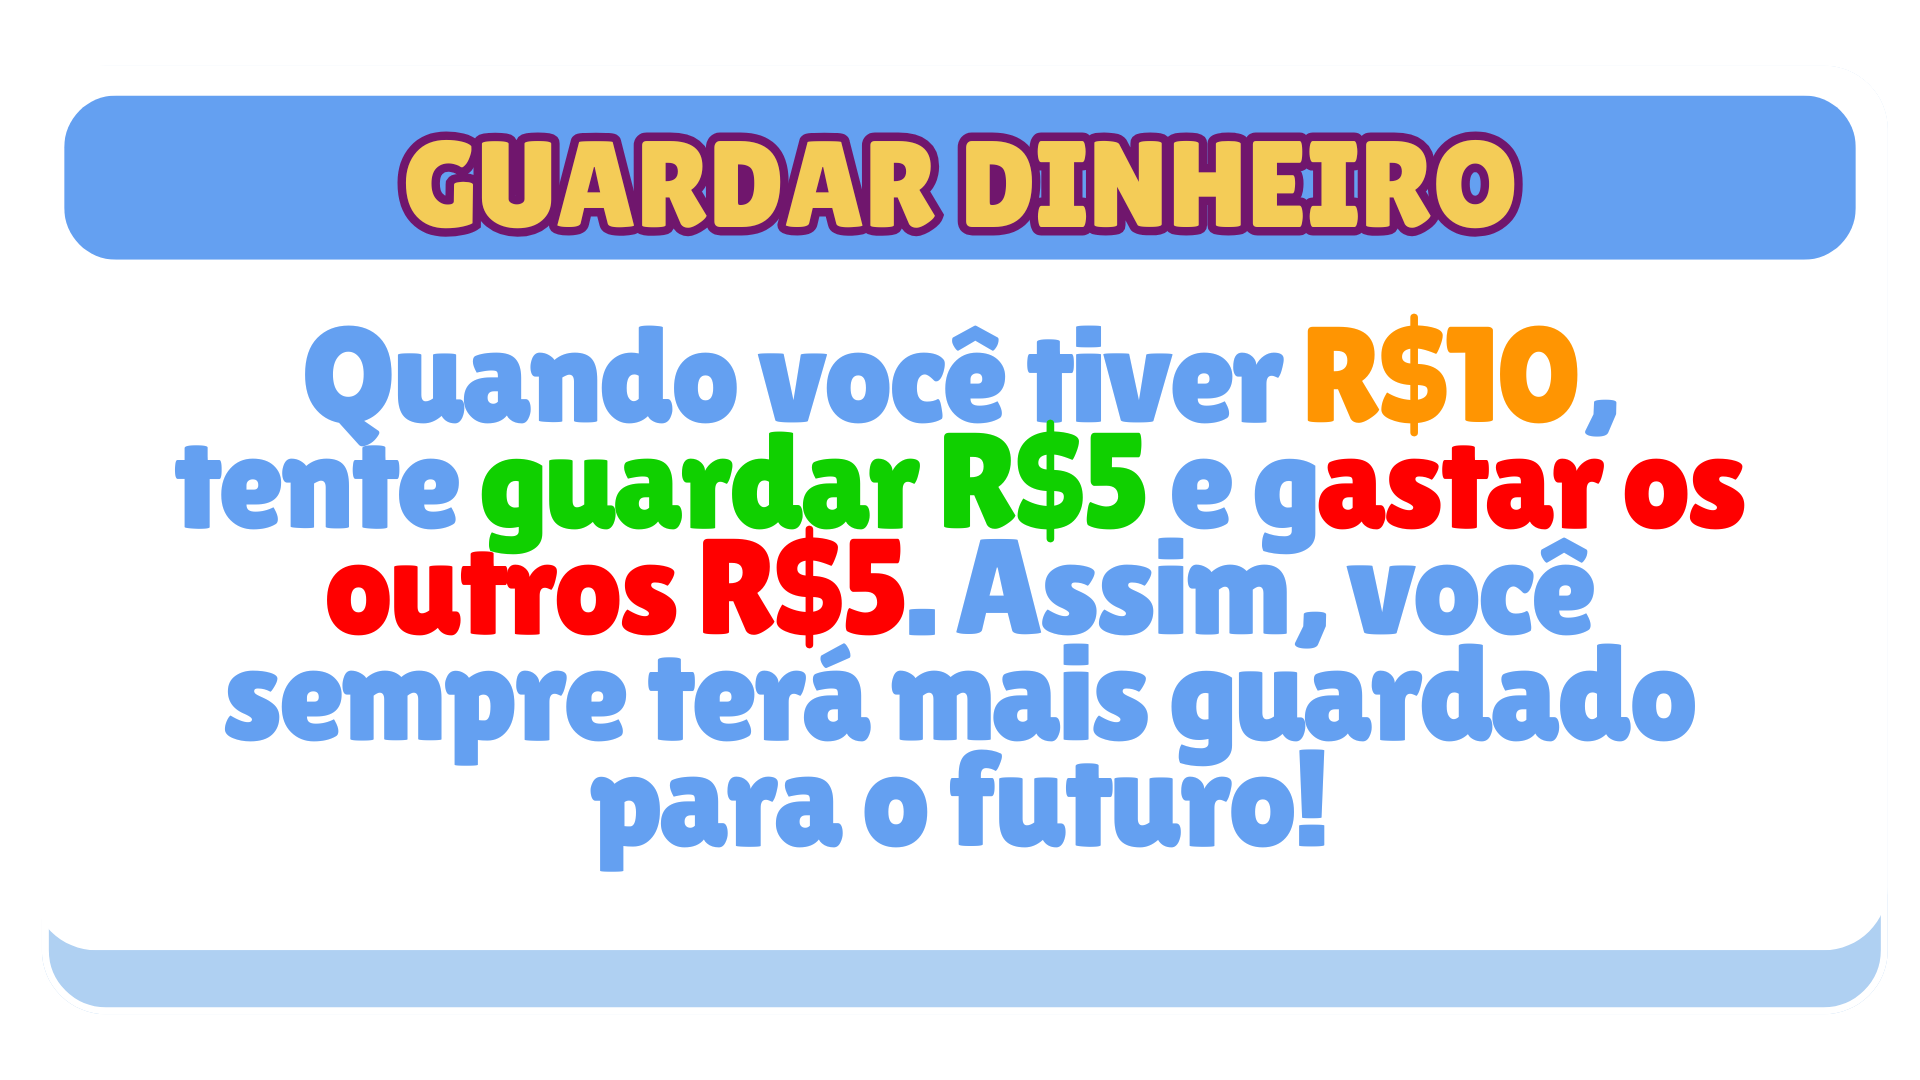 GUARDAR DINHEIRO
Quando você tiver R$10,
tente guardar R$5 e gastar os
outros R$5. Assim, você
sempre terá mais guardado
para o futuro!